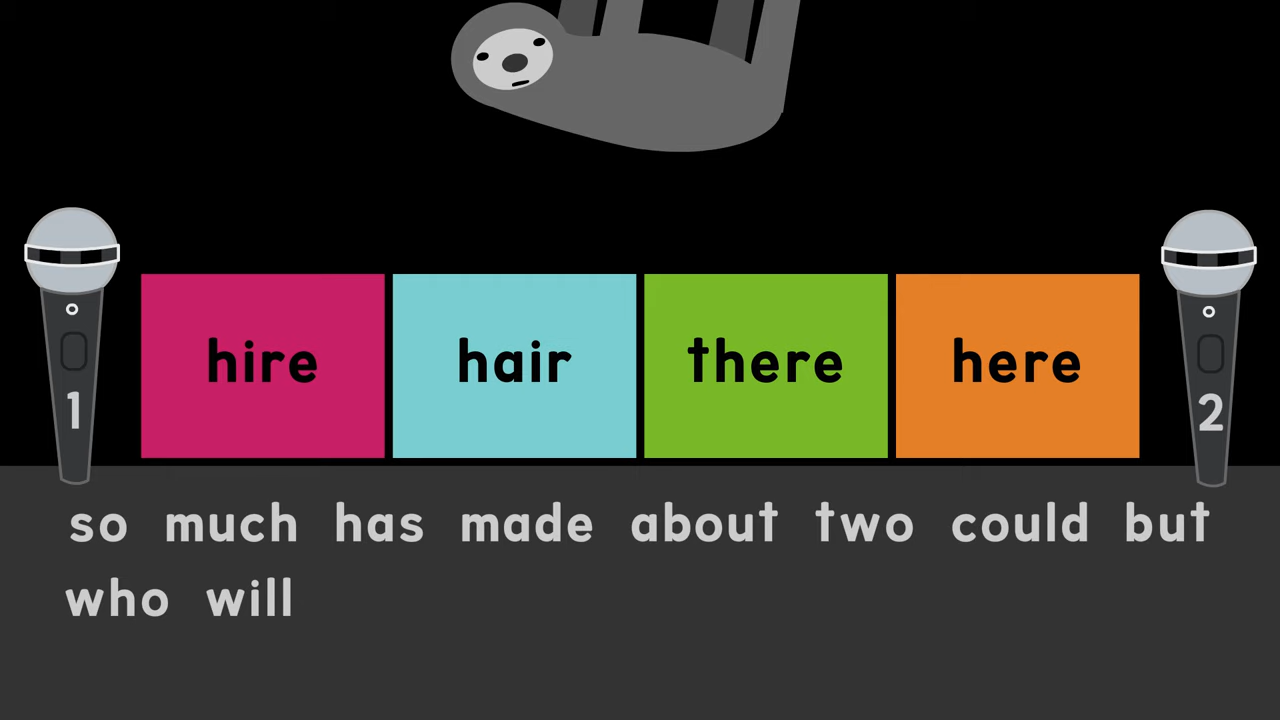 hire hair there here
1
2
so much has made about two could but
who will